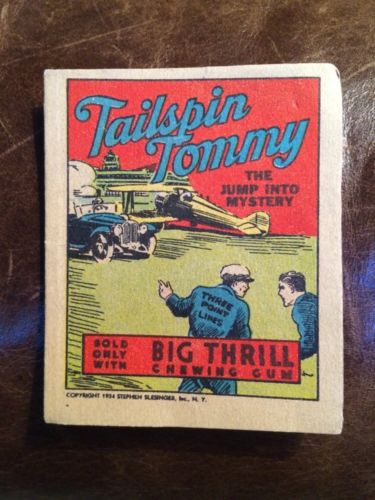 Tailspin
Tommy
THE
JUMP INTO
MYSTERY
THREE
POINT
LINES
SOLD
ONLY
WITH
BIG THRILL
CHEWING GUM
COPYRIGHT 1934 STEPHEN SLESINGER, Inc., N. Y.